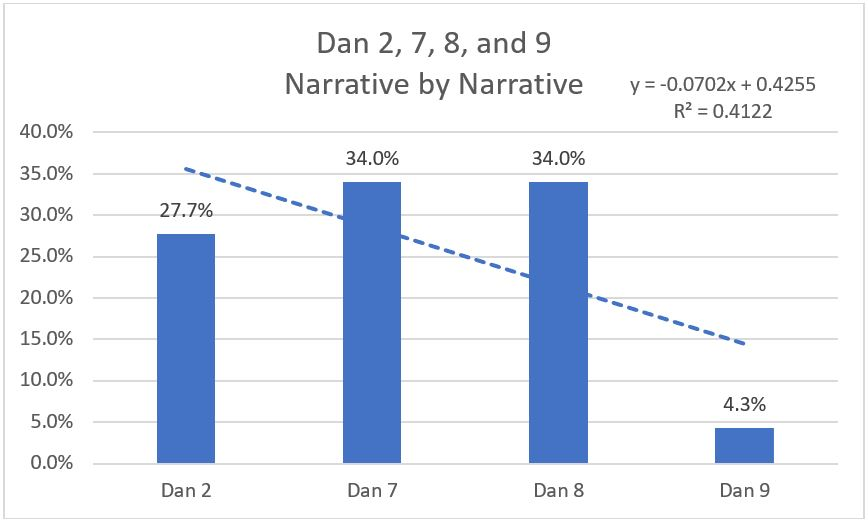 Dan 2, 7, 8, and 9
Narrative by Narrative
y = -0.0702x + 0.4255
R² = 0.4122
40.0%
35.0%
30.0%
25.0%
20.0%
15.0%
10.0%
5.0%
0.0%
27.7%
34.0%
34.0%
4.3%
Dan 2
Dan 7
Dan 8
Dan 9